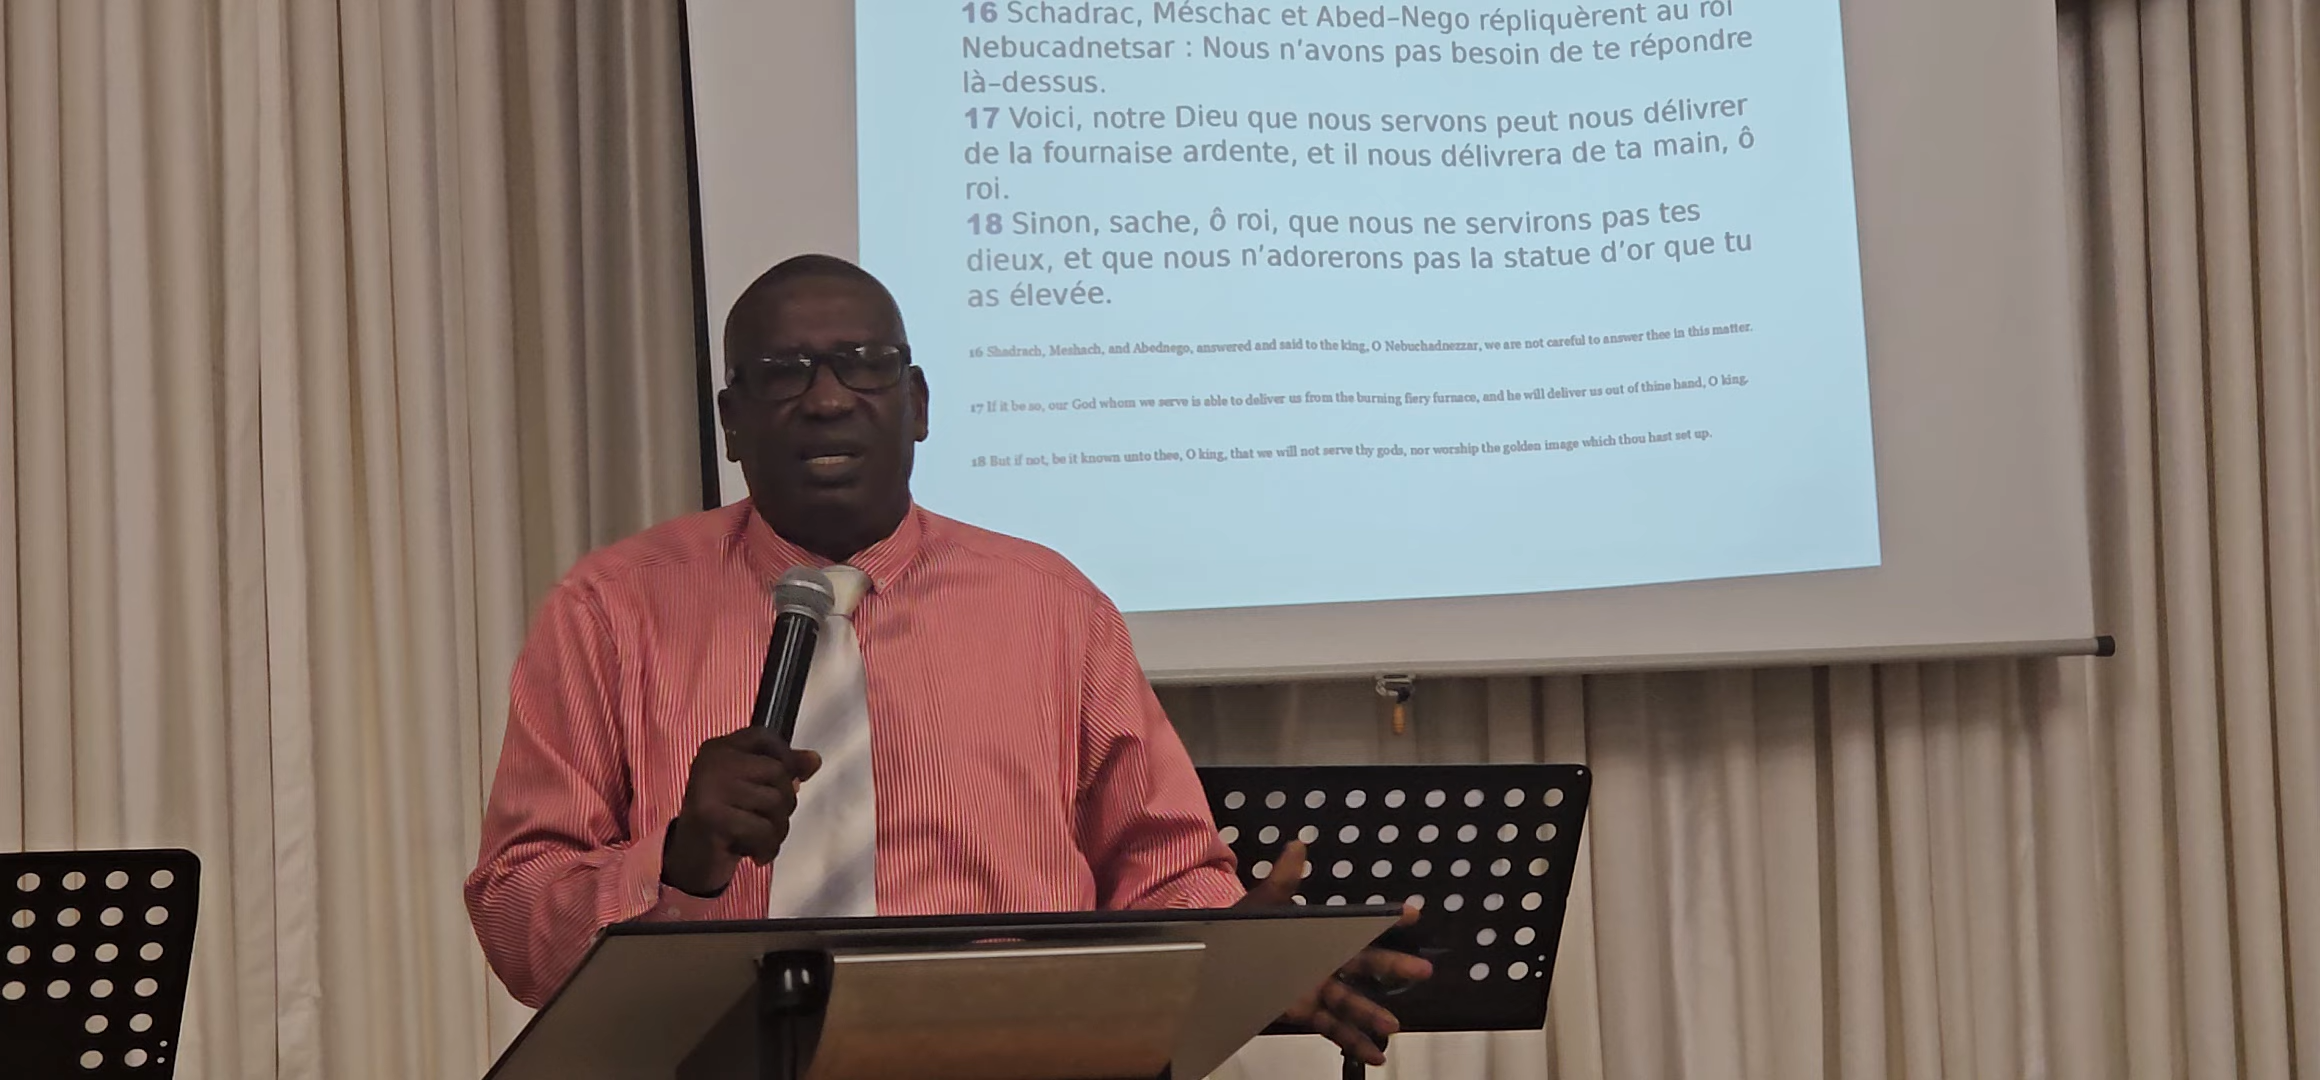 16 Schadrac, Méschac et Abed-Nego répliquèrent au roi
Nebucadnetsar : Nous n'avons pas besoin de te répondre
là-dessus.
17 Voici, notre Dieu que nous servons peut nous délivrer
de la fournaise ardente, et il nous délivrera de ta main, ô
roi.
18 Sinon, sache, ô roi, que nous ne servirons pas tes
dieux, et que nous n'adorerons pas la statue d'or que tu
as élevée.
16 Shadrach, Meshach, and Abednego, answered and said to the king, O Nebuchadnezzar, we are not careful to answer thee in this matter.
17 If it be so, our God whom we serve is able to deliver us from the burning fiery furnace, and he will deliver us out of thine hand, O king.
18 But if not, be it known unto thee, O king, that we will not serve thy gods, nor worship the golden image which thou hast set up.